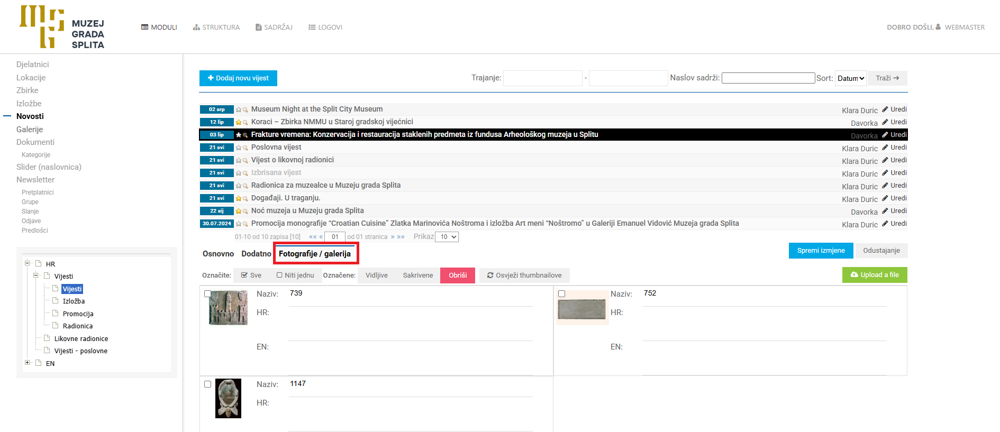 MUZEJ
GRADA
SPLITA
MODULI
STRUKTURA
SADRŽAJ
LOGOVI
DOBRO DOŠLI, WEBMASTER
Djelatnici
Lokacije
Zbirke
Izložbe
Novosti
Galerije
Dokumenti
Kategorije
Slider (naslovnica)
Newsletter
Pretplatnici
Grupe
Slanje
Odjave
Predlošci
HR
Vijesti
Vijesti
Izložba
Promocija
Radionica
Likovne radionice
Vijesti - poslovne
EN
Dodaj novu vijest
Trajanje: - Naslov sadrži: Sort: Datum Traži
02 srp Museum Night at the Split City Museum Klara Duric Uredi
12 lip Koraci – Zbirka NMMU u Staroj gradskoj vijećnici Davorka Uredi
03 lip Frakture vremena: Konzervacija i restauracija staklenih predmeta iz fundusa Arheološkog muzeja u Splitu Davorka Uredi
21 svi Poslovna vijest Klara Duric Uredi
21 svi Vijest o likovnoj radionici Klara Duric Uredi
21 svi Izbrisana vijest Klara Duric Uredi
21 svi Radionica za muzealce u Muzeju grada Splita Klara Duric Uredi
21 svi Događaji. U traganju. Klara Duric Uredi
22 sij Noć muzeja u Muzeju grada Splita Davorka Uredi
30.07.2024 Promocija monografije “Croatian Cuisine” Zlatka Marinovića Noštroma i izložba Art meni “Noštromo” u Galeriji Emanuel Vidović Muzeja grada Splita Klara Duric Uredi
01-10 od 10 zapisa [10] «« « 01 od 01 stranica » »» Prikaz 10
Osnovno Dodatno Fotografije / galerija Spremi izmjene Odustajanje
Označite: Sve Niti jednu Označene: Vidljive Sakrivene Obriši Osvježi thumbnailove Upload a file
Naziv: 739
HR:
EN:
Naziv: 752
HR:
EN:
Naziv: 1147
HR: